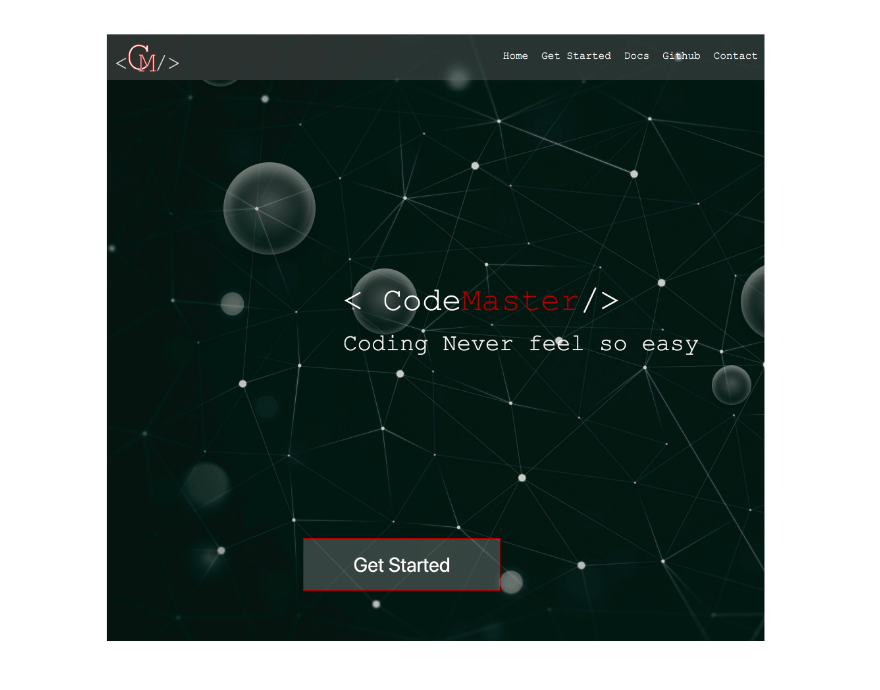 <CM/>
Home Get Started Docs Github Contact
< CodeMaster/>
Coding Never feel so easy
Get Started